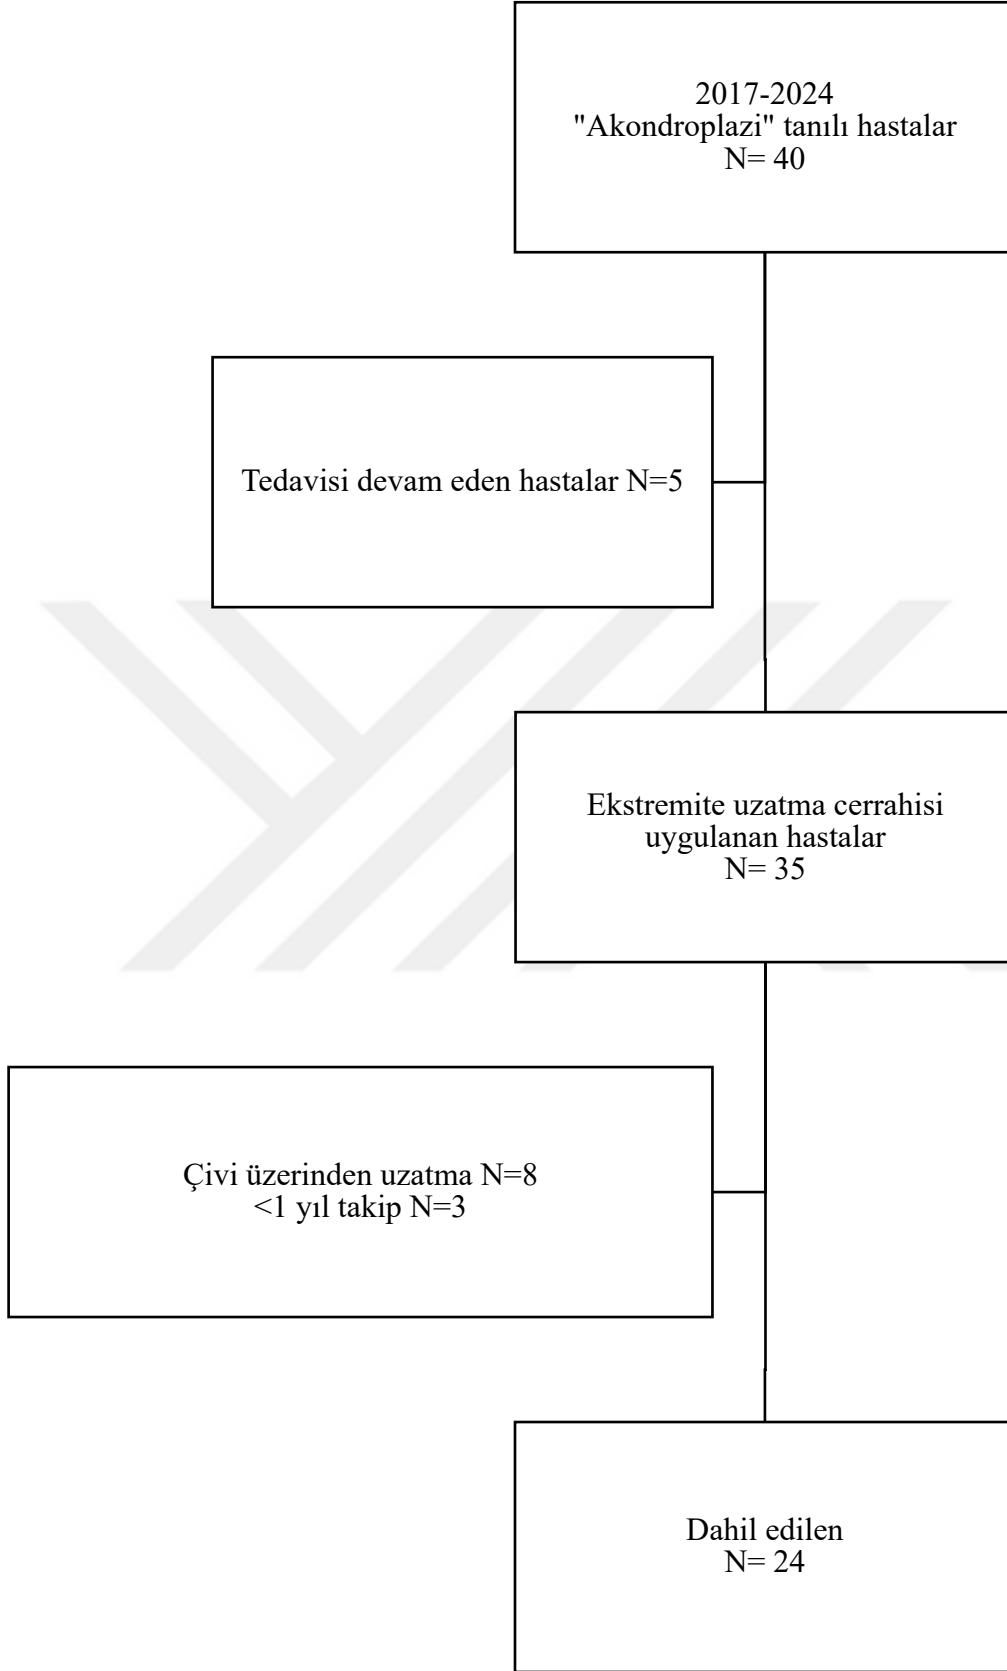 2017-2024
"Akondroplazi" tanılı hastalar
N= 40
Tedavisi devam eden hastalar N=5
Ekstremite uzatma cerrahisi
uygulanan hastalar
N= 35
Çivi üzerinden uzatma N=8
<1 yıl takip N=3
Dahil edilen
N= 24